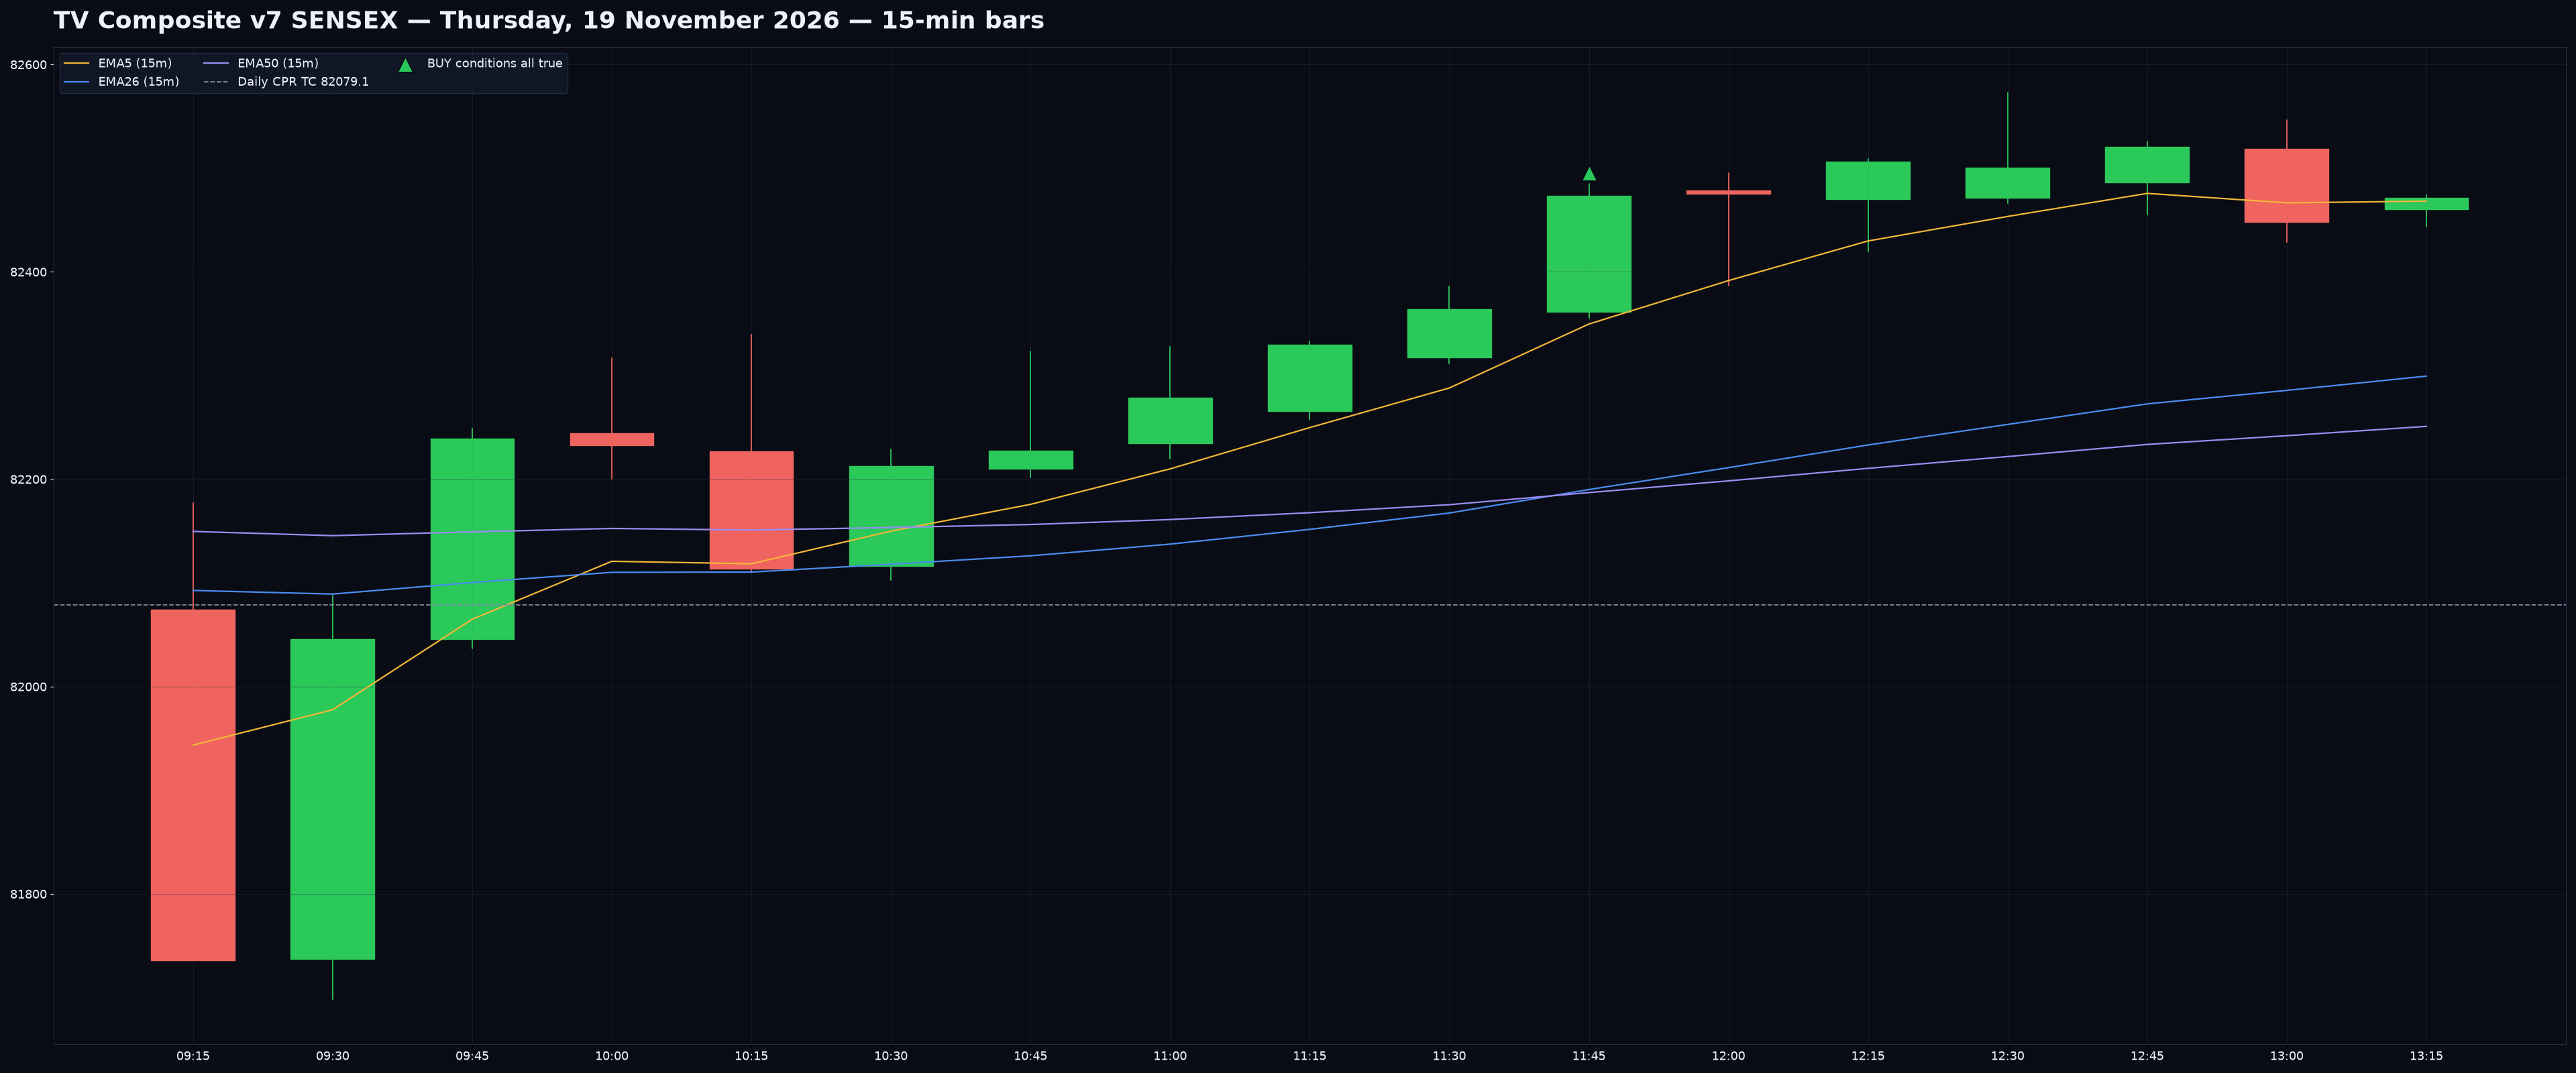 TV Composite v7 SENSEX — Thursday, 19 November 2026 — 15-min bars
EMA5 (15m)
EMA26 (15m)
EMA50 (15m)
Daily CPR TC 82079.1
BUY conditions all true
82600
82400
82200
82000
81800
09:15 09:30 09:45 10:00 10:15 10:30 10:45 11:00 11:15 11:30 11:45 12:00 12:15 12:30 12:45 13:00 13:15